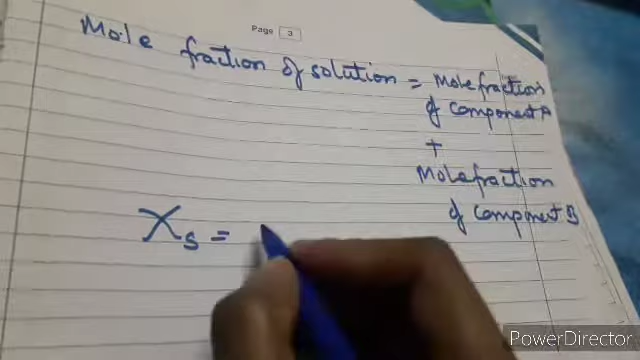 Page 3
Mole fraction of solution = Mole fraction
of component A
+
Mole fraction
of component B
Xs =
PowerDirector